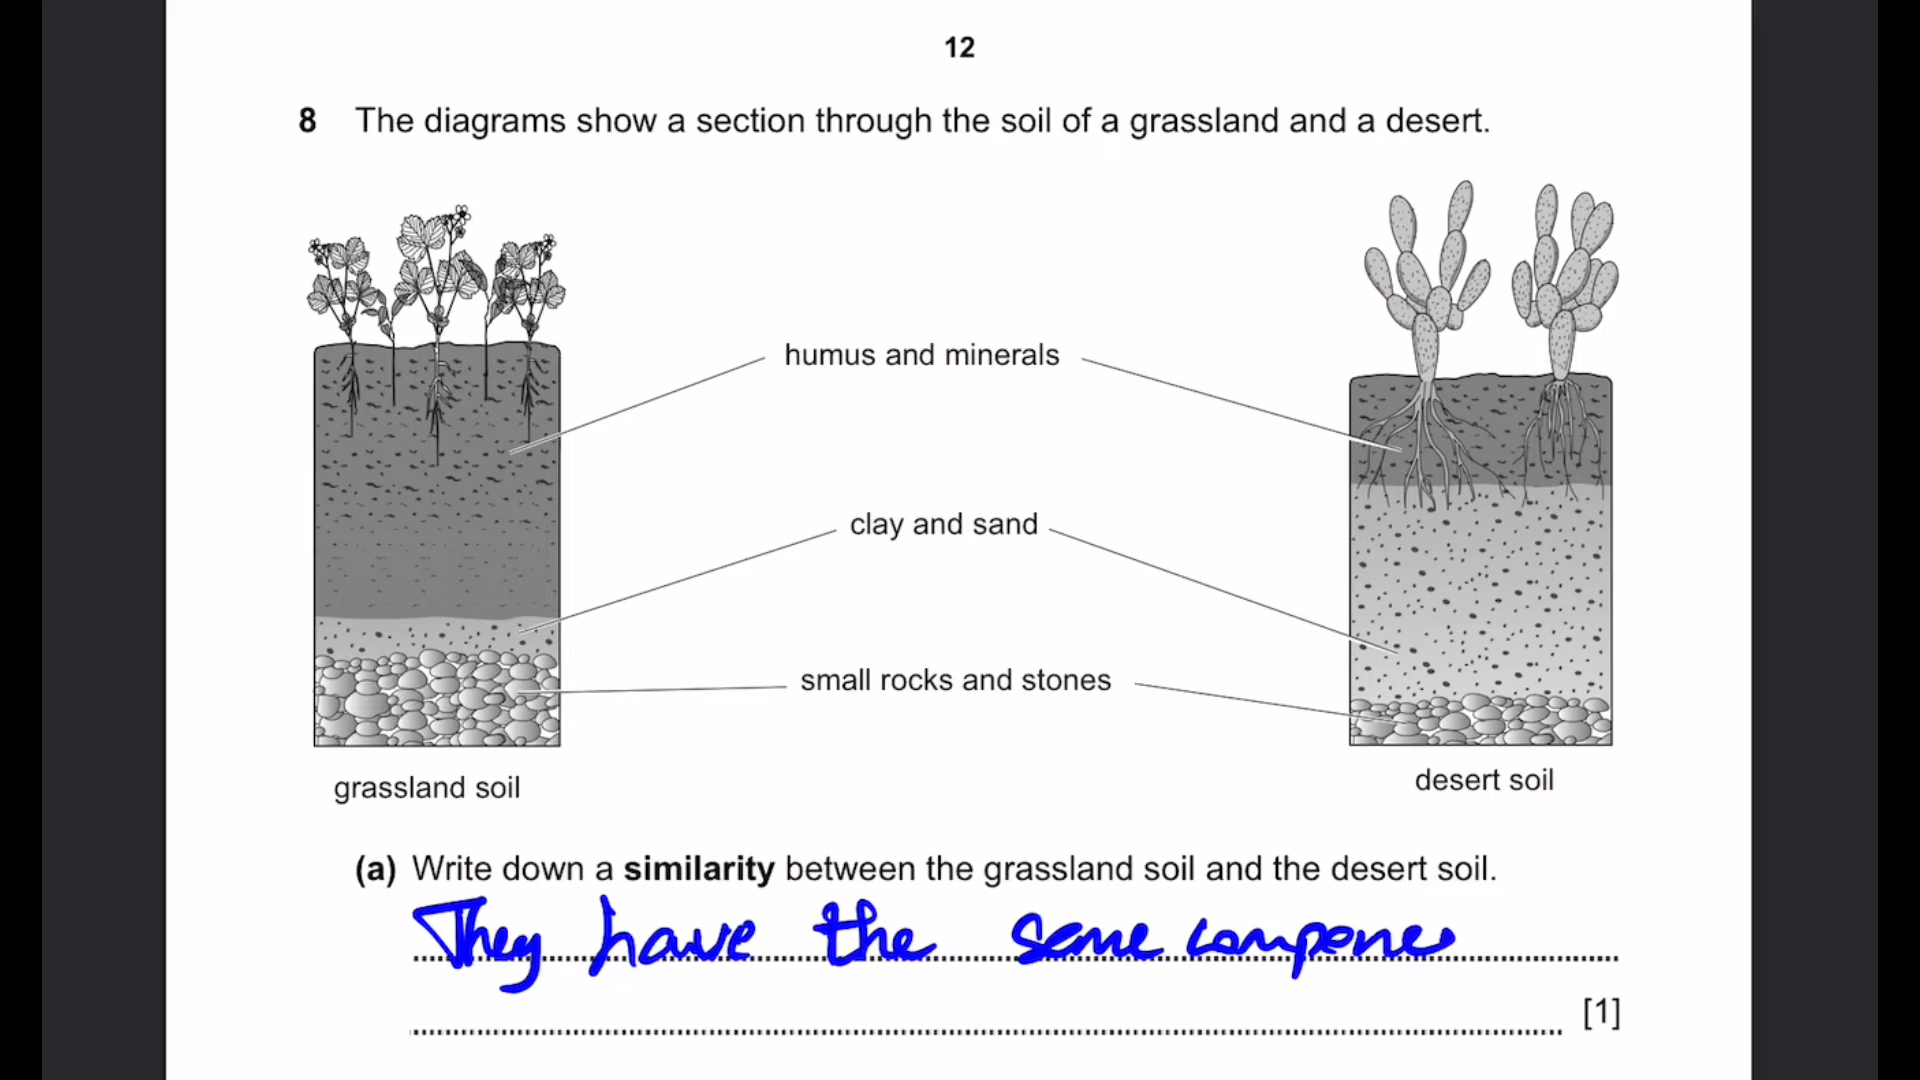 12
8 The diagrams show a section through the soil of a grassland and a desert.
humus and minerals
clay and sand
small rocks and stones
grassland soil
desert soil
(a) Write down a similarity between the grassland soil and the desert soil.
They have the same compone
[1]